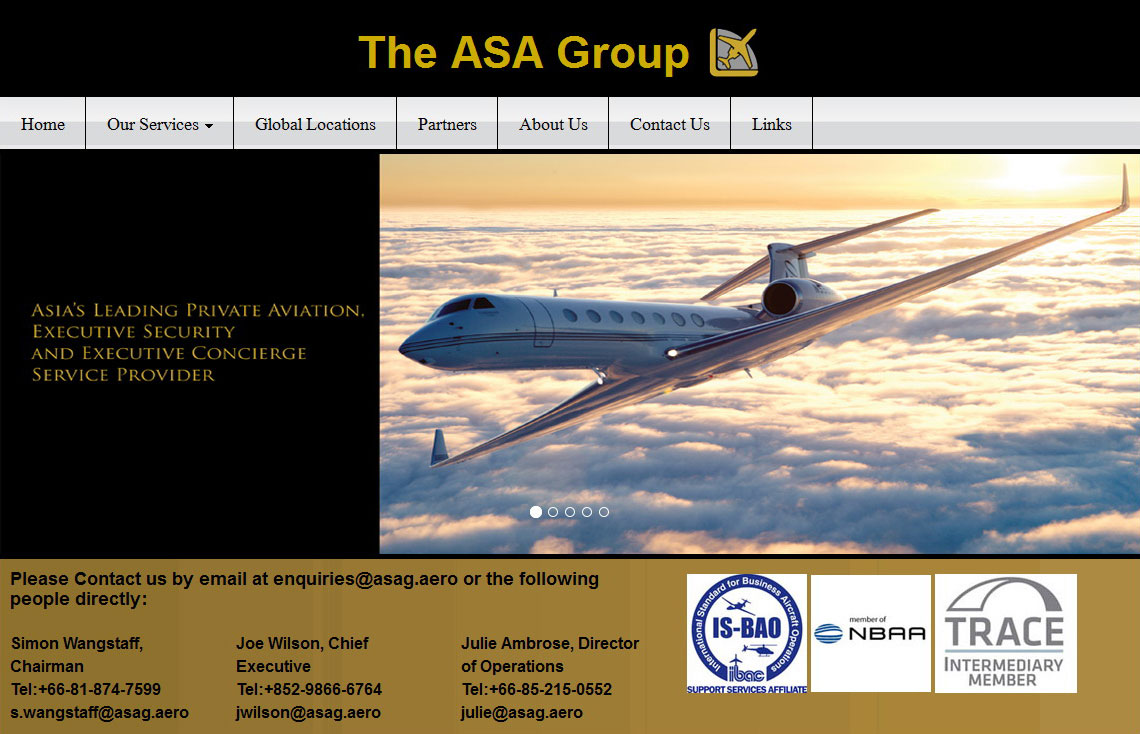 The ASA Group
Home Our Services Global Locations Partners About Us Contact Us Links
ASIA'S LEADING PRIVATE AVIATION,
EXECUTIVE SECURITY
AND EXECUTIVE CONCIERGE
SERVICE PROVIDER
Please Contact us by email at enquiries@asag.aero or the following
people directly:
Simon Wangstaff,
Chairman
Tel:+66-81-874-7599
s.wangstaff@asag.aero
Joe Wilson, Chief
Executive
Tel:+852-9866-6764
jwilson@asag.aero
Julie Ambrose, Director
of Operations
Tel:+66-85-215-0552
julie@asag.aero
International Standard for Business Aircraft Operations
IS-BAO
ibac
SUPPORT SERVICES AFFILIATE
member of
NBAA
TRACE
INTERMEDIARY
MEMBER